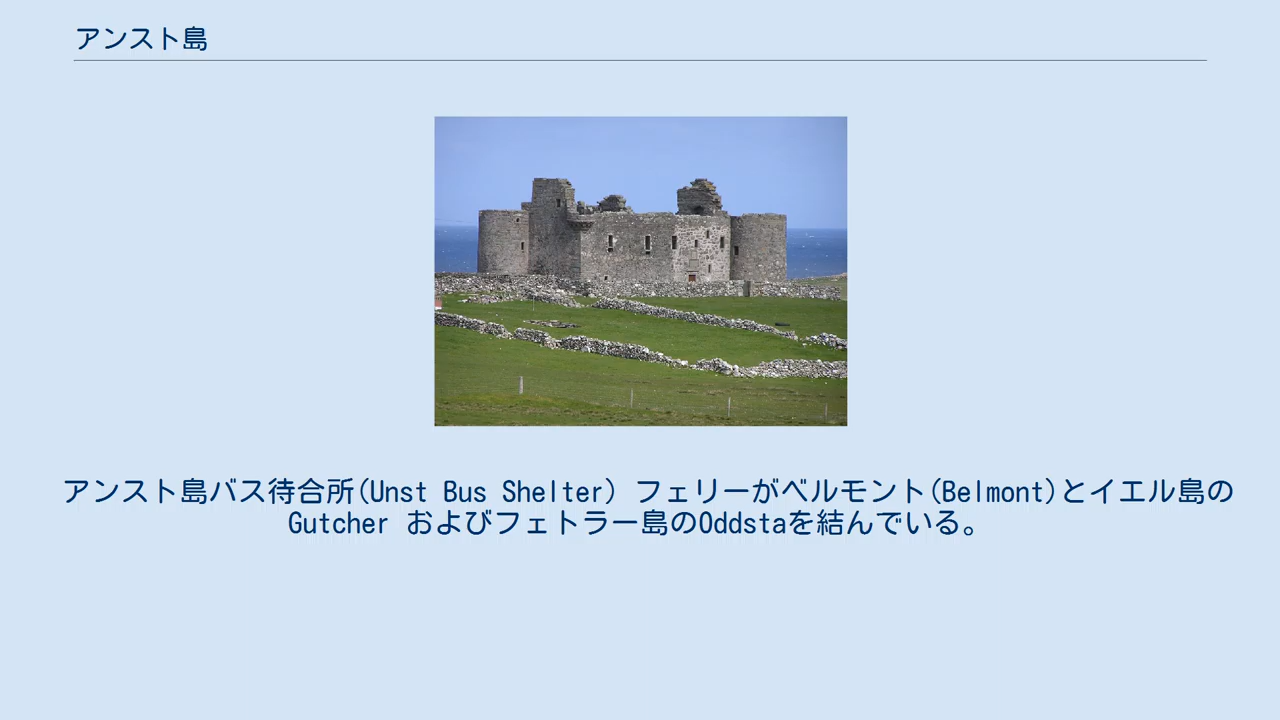 アンスト島
アンスト島バス待合所(Unst Bus Shelter) フェリーがベルモント(Belmont)とイエル島の
Gutcher およびフェトラー島のOddstaを結んでいる。